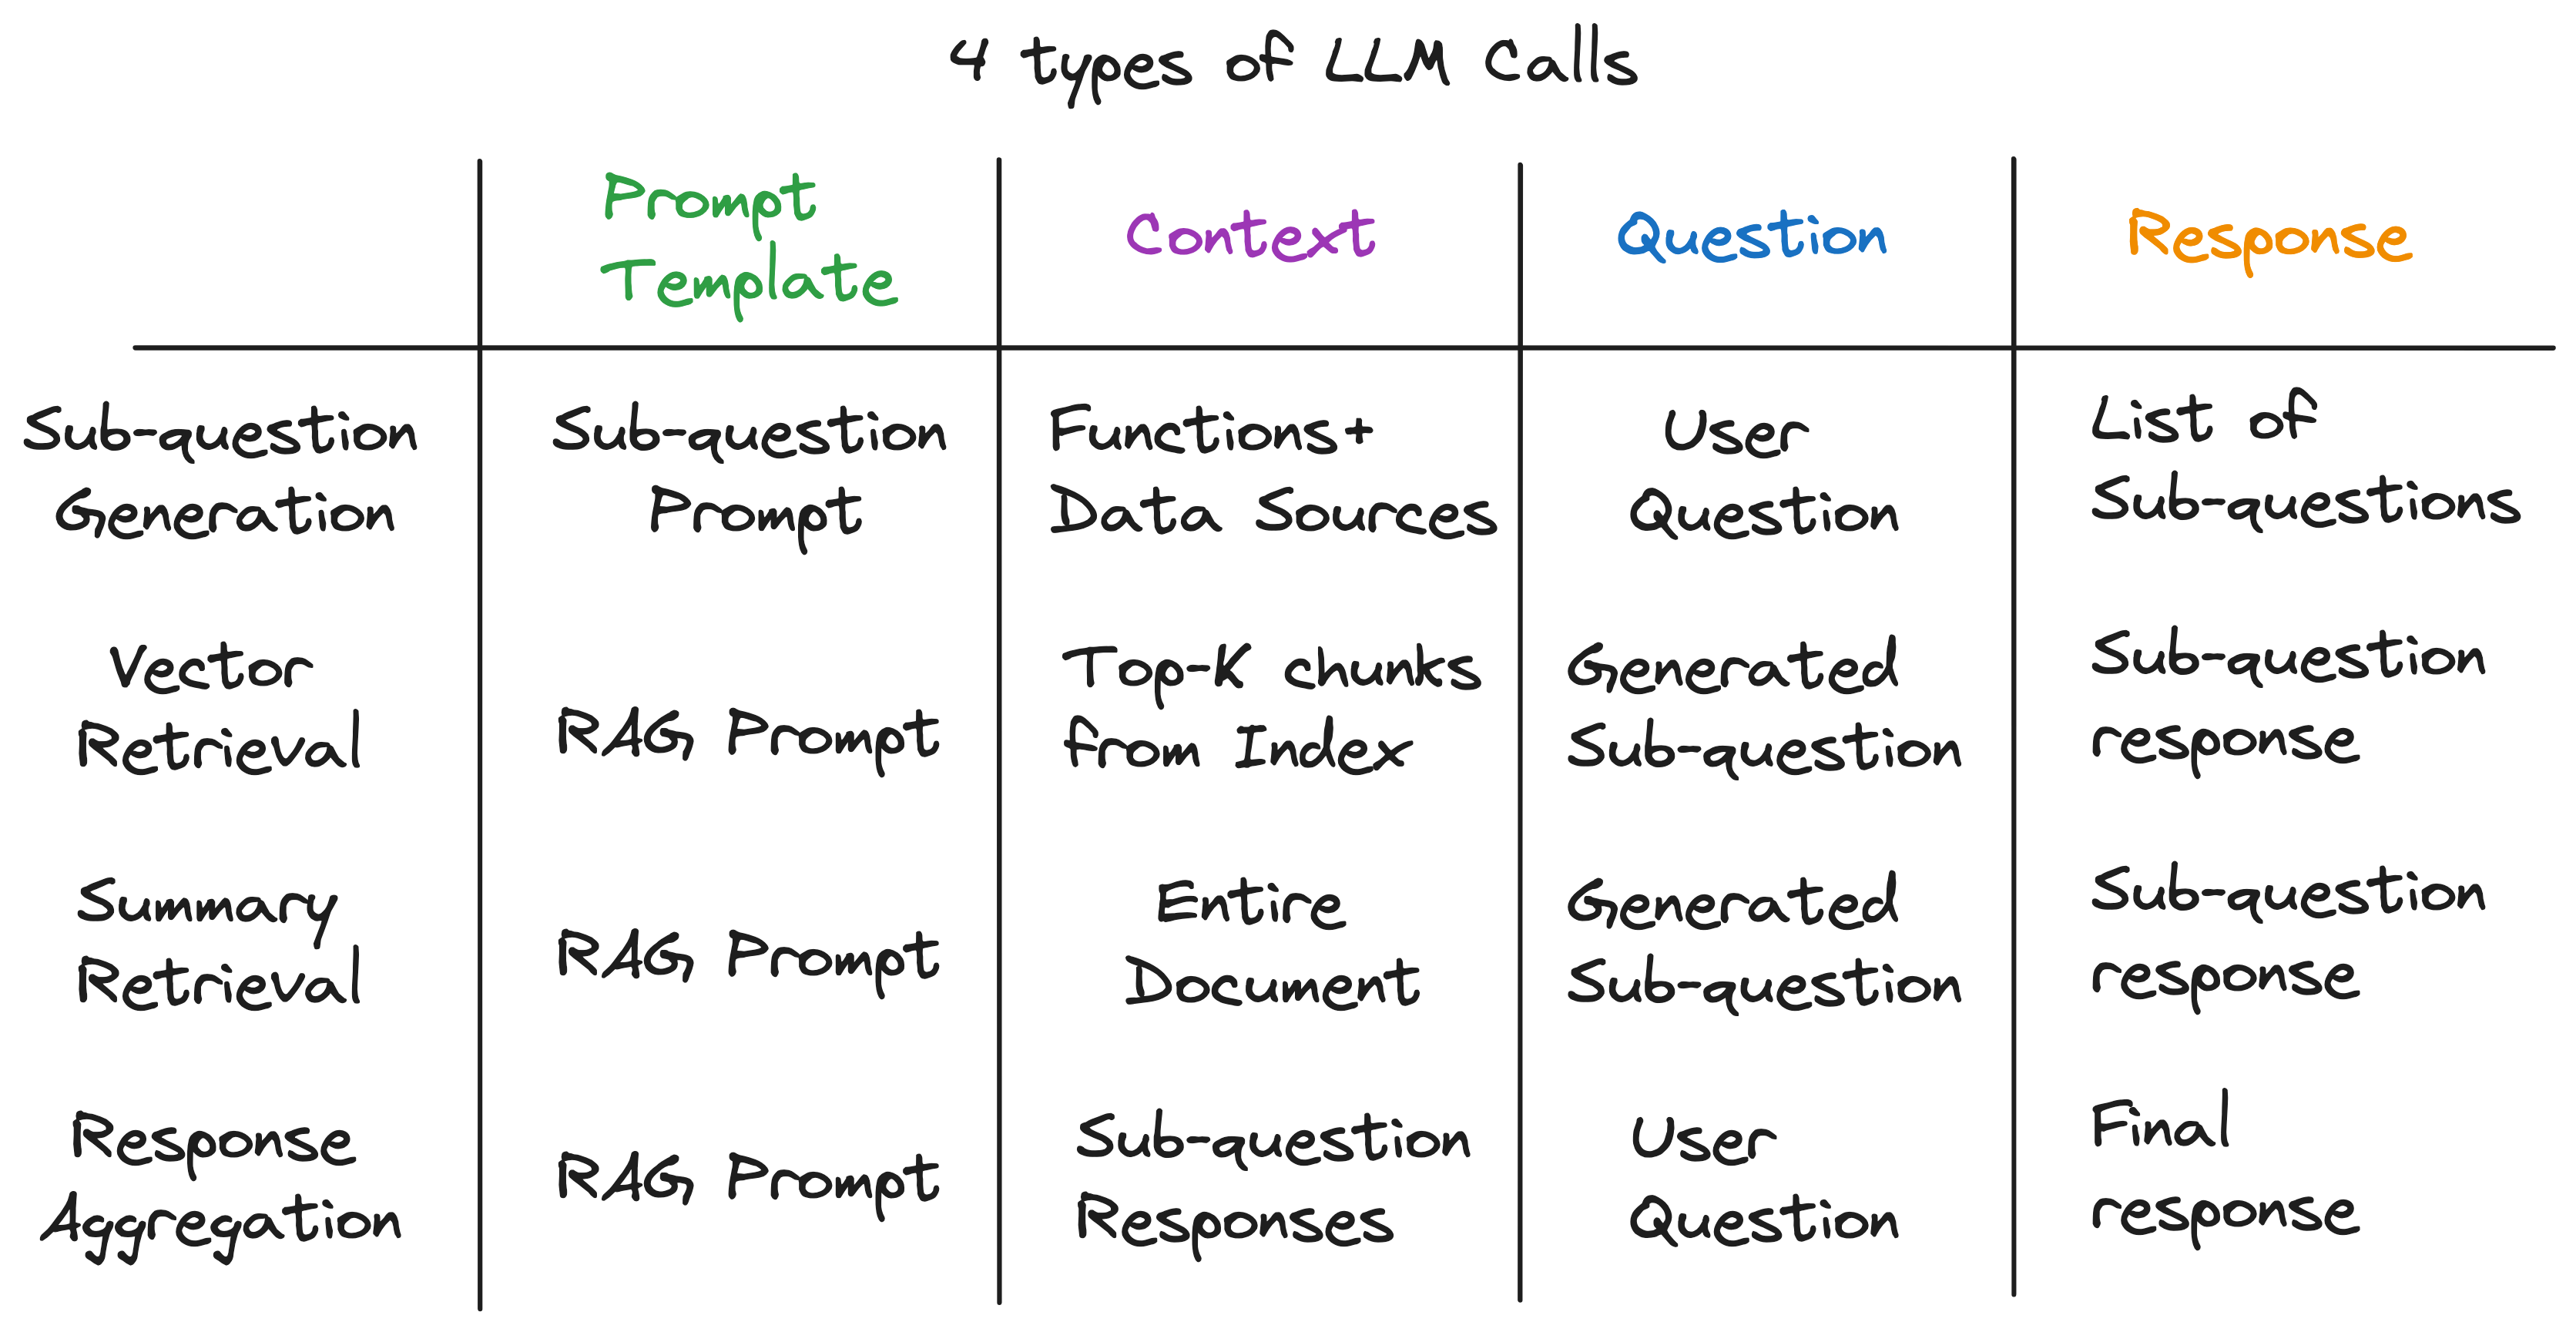 4 types of LLM Calls
Prompt
Template
Context
Question
Response
Sub-question
Generation
Sub-question
Prompt
Functions+
Data Sources
User
Question
List of
Sub-questions
Vector
Retrieval
RAG Prompt
Top-K chunks
from Index
Generated
Sub-question
Sub-question
response
Summary
Retrieval
RAG Prompt
Entire
Document
Generated
Sub-question
Sub-question
response
Response
Aggregation
RAG Prompt
Sub-question
Responses
User
Question
Final
response